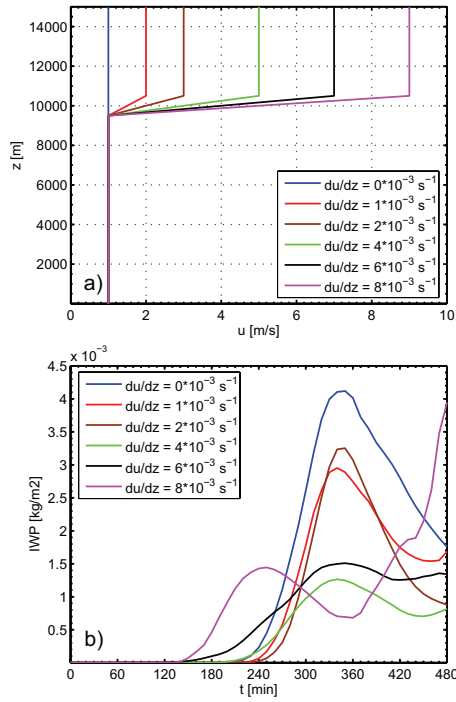 14000
12000
10000
8000
6000
4000
2000
z [m]
du/dz = 0*10⁻³ s⁻¹
du/dz = 1*10⁻³ s⁻¹
du/dz = 2*10⁻³ s⁻¹
du/dz = 4*10⁻³ s⁻¹
du/dz = 6*10⁻³ s⁻¹
du/dz = 8*10⁻³ s⁻¹
a)
0 2 4 6 8 10
u [m/s]
x 10⁻³
4.5
4
3.5
3
2.5
2
1.5
1
0.5
IWP [kg/m2]
du/dz = 0*10⁻³ s⁻¹
du/dz = 1*10⁻³ s⁻¹
du/dz = 2*10⁻³ s⁻¹
du/dz = 4*10⁻³ s⁻¹
du/dz = 6*10⁻³ s⁻¹
du/dz = 8*10⁻³ s⁻¹
b)
0 60 120 180 240 300 360 420 480
t [min]